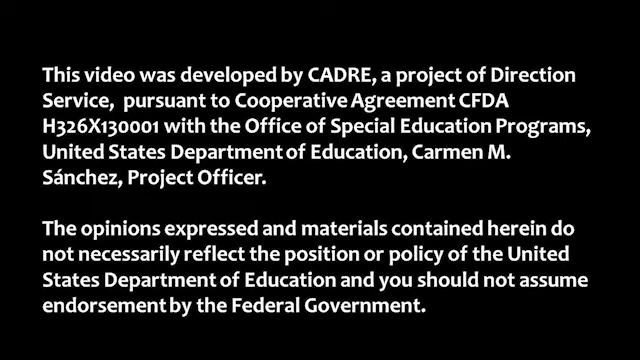 This video was developed by CADRE, a project of Direction
Service, pursuant to Cooperative Agreement CFDA
H326X130001 with the Office of Special Education Programs,
United States Department of Education, Carmen M.
Sánchez, Project Officer.
The opinions expressed and materials contained herein do
not necessarily reflect the position or policy of the United
States Department of Education and you should not assume
endorsement by the Federal Government.